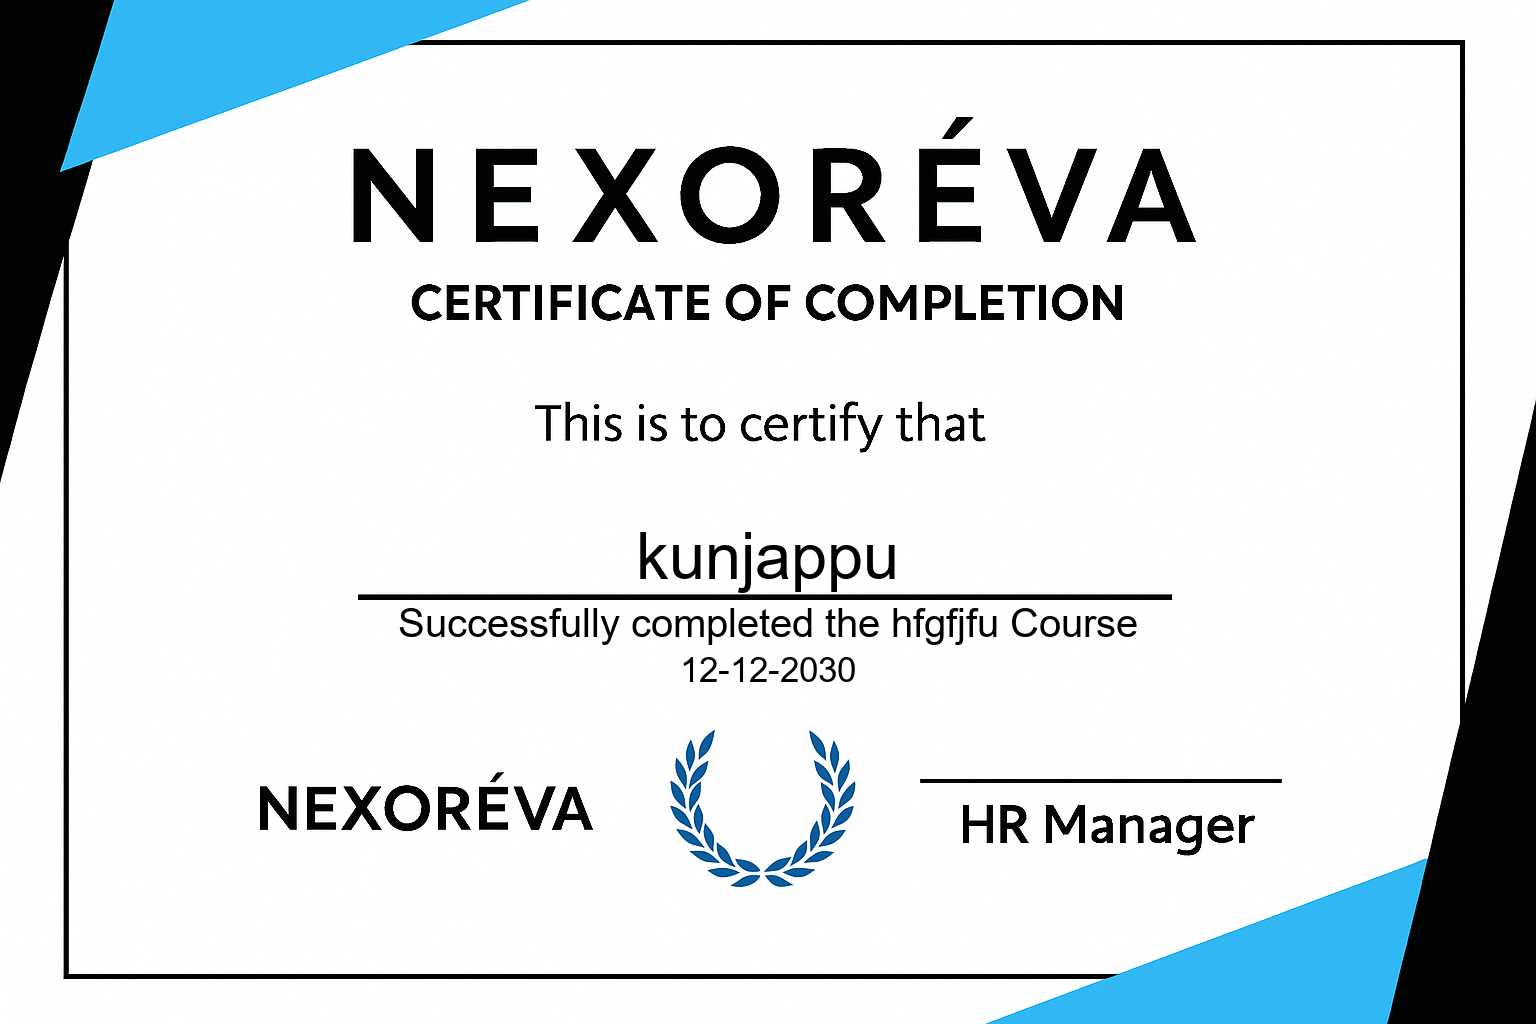 NEXORÉVA
CERTIFICATE OF COMPLETION
This is to certify that
kunjappu
Successfully completed the hfgfjfu Course
12-12-2030
NEXORÉVA
HR Manager